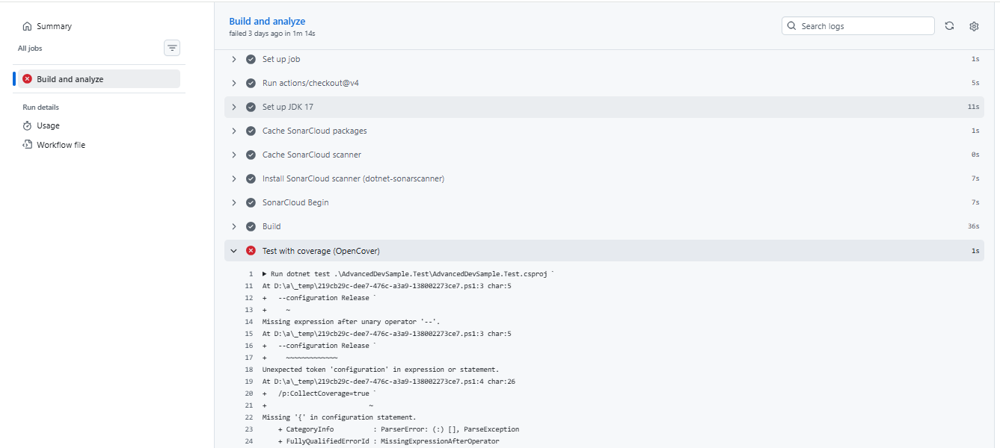 Summary
All jobs
Build and analyze
Run details
Usage
Workflow file
Build and analyze
failed 3 days ago in 1m 14s
Search logs
Set up job 1s
Run actions/checkout@v4 5s
Set up JDK 17 11s
Cache SonarCloud packages 1s
Cache SonarCloud scanner 0s
Install SonarCloud scanner (dotnet-sonarscanner) 7s
SonarCloud Begin 7s
Build 36s
Test with coverage (OpenCover) 1s
1 ▶ Run dotnet test .\AdvancedDevSample.Test\AdvancedDevSample.Test.csproj `
11 At D:\a\_temp\219cb29c-dee7-476c-a3a9-138002273ce7.ps1:3 char:5
12 +   --configuration Release `
13 +     ~
14 Missing expression after unary operator '--'.
15 At D:\a\_temp\219cb29c-dee7-476c-a3a9-138002273ce7.ps1:3 char:5
16 +   --configuration Release `
17 +     ~~~~~~~~~~~~~
18 Unexpected token 'configuration' in expression or statement.
19 At D:\a\_temp\219cb29c-dee7-476c-a3a9-138002273ce7.ps1:4 char:26
20 +   /p:CollectCoverage=true `
21 +                          ~
22 Missing '{' in configuration statement.
23     + CategoryInfo          : ParserError: (:) [], ParseException
24     + FullyQualifiedErrorId : MissingExpressionAfterOperator